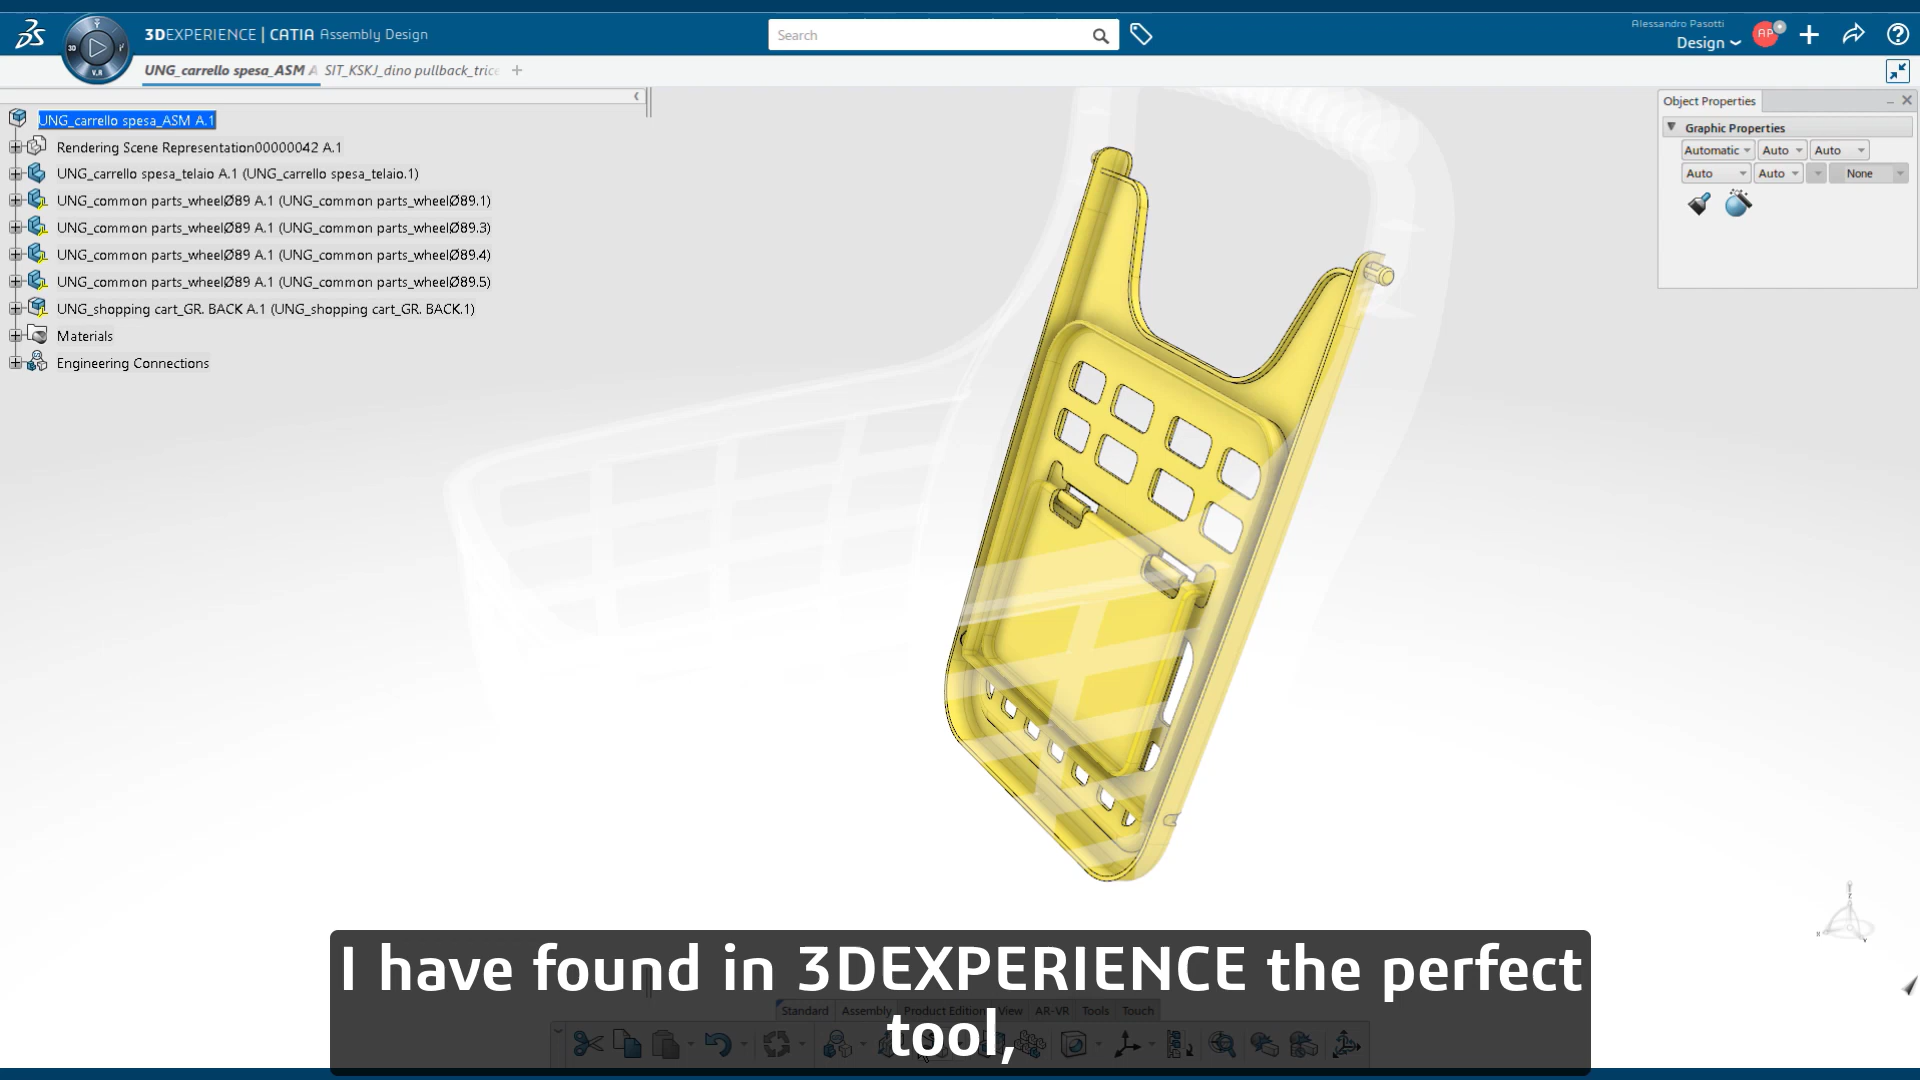 3DEXPERIENCE | CATIA Assembly Design
Search
Alessandro Pasotti
Design
AP
3D
V.R
UNG_carrello spesa_ASM A
SIT_KSKJ_dino pullback_trice
UNG_carrello spesa_ASM A.1
Rendering Scene Representation00000042 A.1
UNG_carrello spesa_telaio A.1 (UNG_carrello spesa_telaio.1)
UNG_common parts_wheelØ89 A.1 (UNG_common parts_wheelØ89.1)
UNG_common parts_wheelØ89 A.1 (UNG_common parts_wheelØ89.3)
UNG_common parts_wheelØ89 A.1 (UNG_common parts_wheelØ89.4)
UNG_common parts_wheelØ89 A.1 (UNG_common parts_wheelØ89.5)
UNG_shopping cart_GR. BACK A.1 (UNG_shopping cart_GR. BACK.1)
Materials
Engineering Connections
Object Properties
Graphic Properties
Automatic Auto Auto
Auto Auto None
I have found in 3DEXPERIENCE the perfect
tool,
Standard Assembly Product Edition View AR-VR Tools Touch